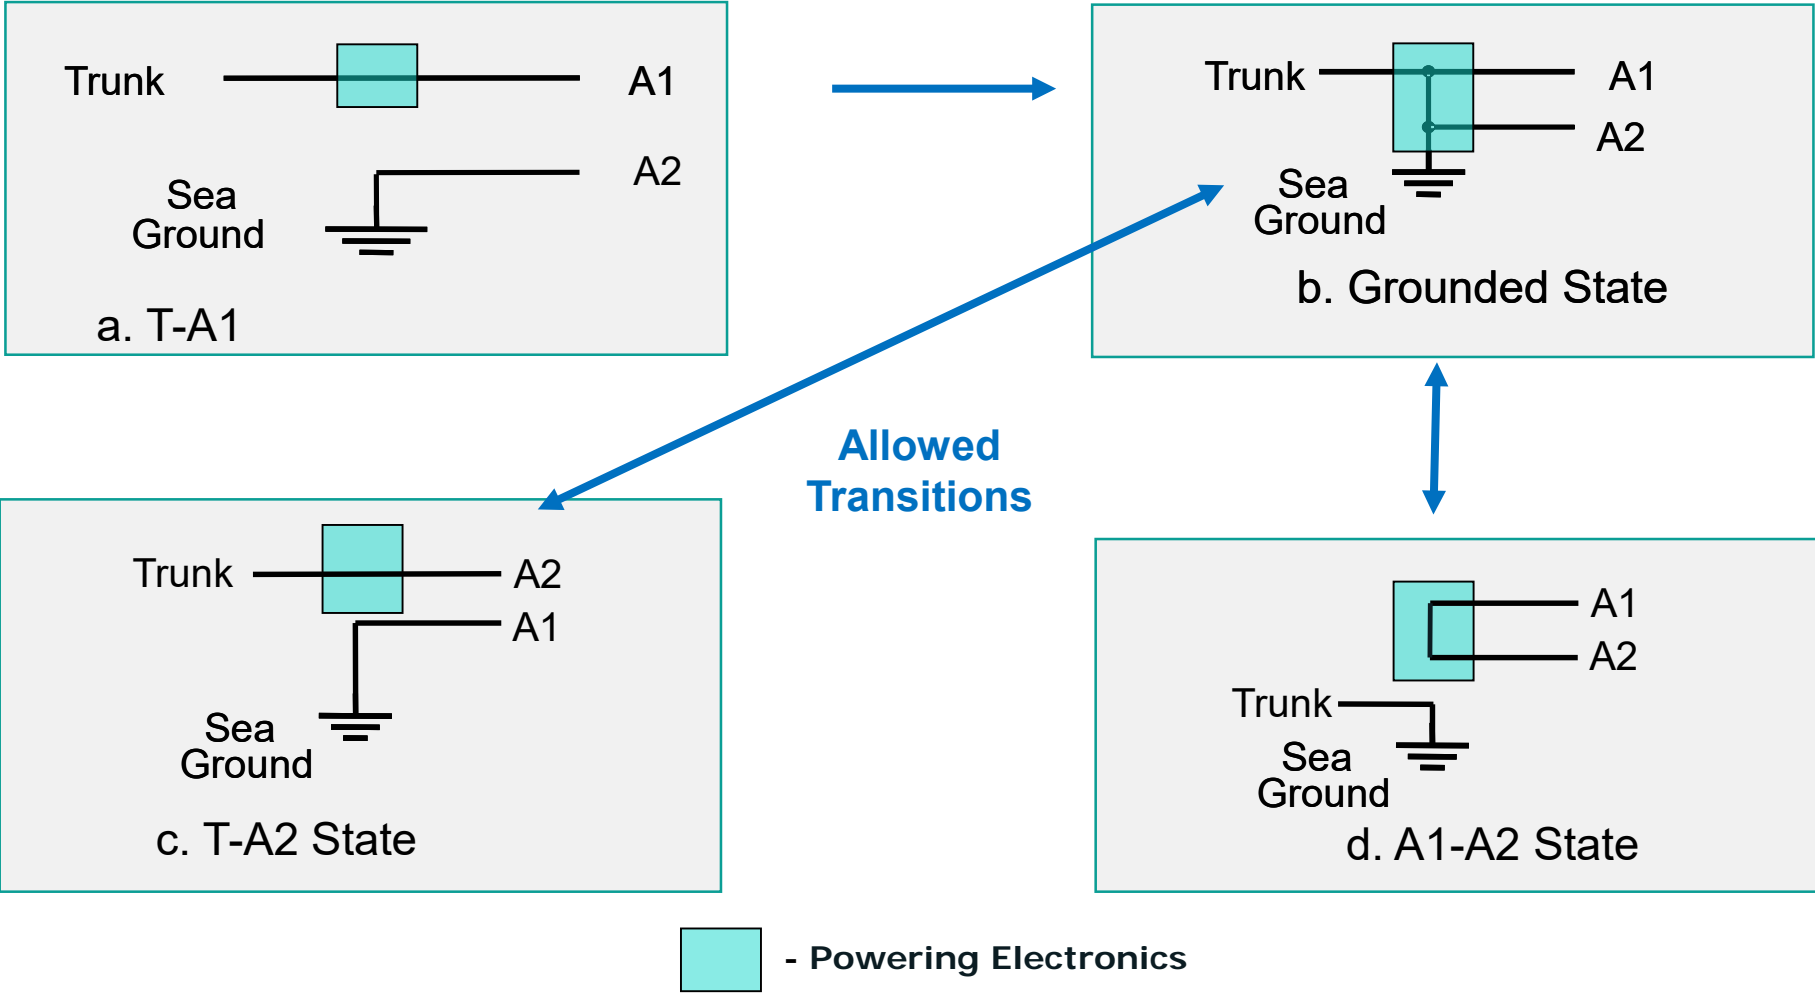 Trunk
A1
A2
Sea
Ground
a. T-A1
Trunk
A1
A2
Sea
Ground
b. Grounded State
Allowed
Transitions
Trunk
A2
A1
Sea
Ground
c. T-A2 State
A1
A2
Trunk
Sea
Ground
d. A1-A2 State
- Powering Electronics